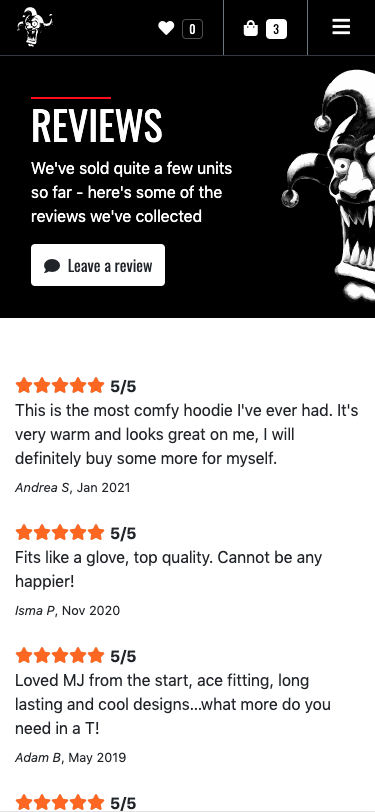 0
3
REVIEWS
We've sold quite a few units
so far - here's some of the
reviews we've collected
Leave a review
5/5
This is the most comfy hoodie I've ever had. It's
very warm and looks great on me, I will
definitely buy some more for myself.
Andrea S, Jan 2021
5/5
Fits like a glove, top quality. Cannot be any
happier!
Isma P, Nov 2020
5/5
Loved MJ from the start, ace fitting, long
lasting and cool designs...what more do you
need in a T!
Adam B, May 2019
5/5